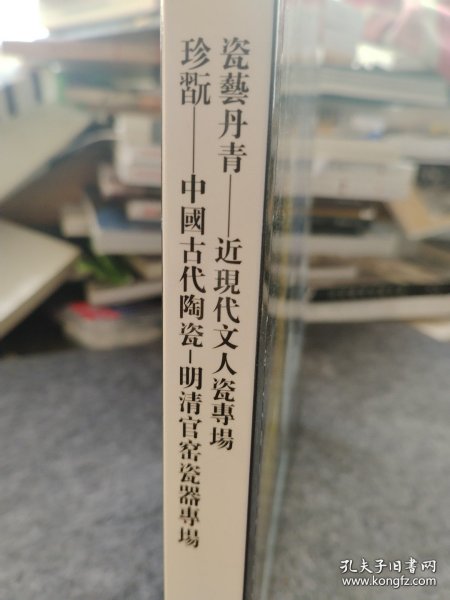 瓷藝丹青——近現代文人瓷專場
珍翫——中國古代陶瓷-明清官窑瓷器專場
孔夫子旧书网
www.kongfz.com